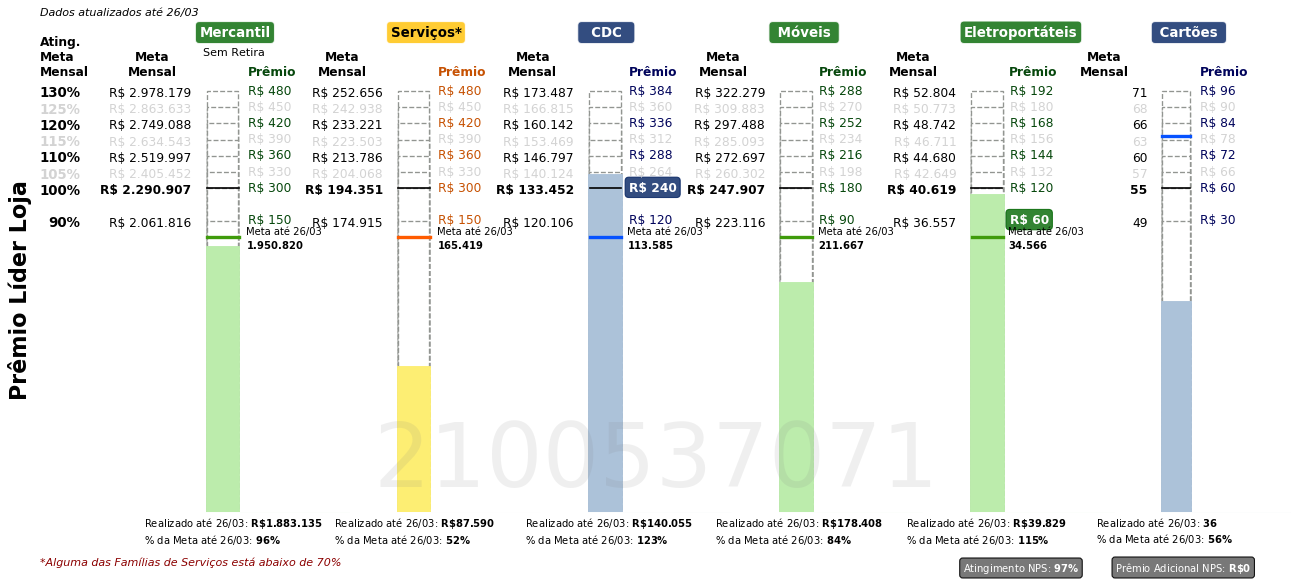 Dados atualizados até 26/03
Mercantil Serviços* CDC Móveis Eletroportáteis Cartões
Sem Retira
Ating. Meta Mensal Meta Mensal Prêmio Meta Mensal Prêmio Meta Mensal Prêmio Meta Mensal Prêmio Meta Mensal Prêmio Meta Mensal Prêmio
130% R$ 2.978.179 R$ 480 R$ 252.656 R$ 480 R$ 173.487 R$ 384 R$ 322.279 R$ 288 R$ 52.804 R$ 192 71 R$ 96
125% R$ 2.863.633 R$ 450 R$ 242.938 R$ 450 R$ 166.815 R$ 360 R$ 309.883 R$ 270 R$ 50.773 R$ 180 68 R$ 90
120% R$ 2.749.088 R$ 420 R$ 233.221 R$ 420 R$ 160.142 R$ 336 R$ 297.488 R$ 252 R$ 48.742 R$ 168 66 R$ 84
115% R$ 2.634.543 R$ 390 R$ 223.503 R$ 390 R$ 153.469 R$ 312 R$ 285.093 R$ 234 R$ 46.711 R$ 156 63 R$ 78
110% R$ 2.519.997 R$ 360 R$ 213.786 R$ 360 R$ 146.797 R$ 288 R$ 272.697 R$ 216 R$ 44.680 R$ 144 60 R$ 72
105% R$ 2.405.452 R$ 330 R$ 204.068 R$ 330 R$ 140.124 R$ 264 R$ 260.302 R$ 198 R$ 42.649 R$ 132 57 R$ 66
100% R$ 2.290.907 R$ 300 R$ 194.351 R$ 300 R$ 133.452 R$ 240 R$ 247.907 R$ 180 R$ 40.619 R$ 120 55 R$ 60
90% R$ 2.061.816 R$ 150 R$ 174.915 R$ 150 R$ 120.106 R$ 120 R$ 223.116 R$ 90 R$ 36.557 R$ 60 49 R$ 30
Meta até 26/03 Meta até 26/03 Meta até 26/03 Meta até 26/03 Meta até 26/03
1.950.820 165.419 113.585 211.667 34.566
Prêmio Líder Loja
2100537071
Realizado até 26/03: R$1.883.135 Realizado até 26/03: R$87.590 Realizado até 26/03: R$140.055 Realizado até 26/03: R$178.408 Realizado até 26/03: R$39.829 Realizado até 26/03: 36
% da Meta até 26/03: 96% % da Meta até 26/03: 52% % da Meta até 26/03: 123% % da Meta até 26/03: 84% % da Meta até 26/03: 115% % da Meta até 26/03: 56%
*Alguma das Famílias de Serviços está abaixo de 70%
Atingimento NPS: 97% Prêmio Adicional NPS: R$0